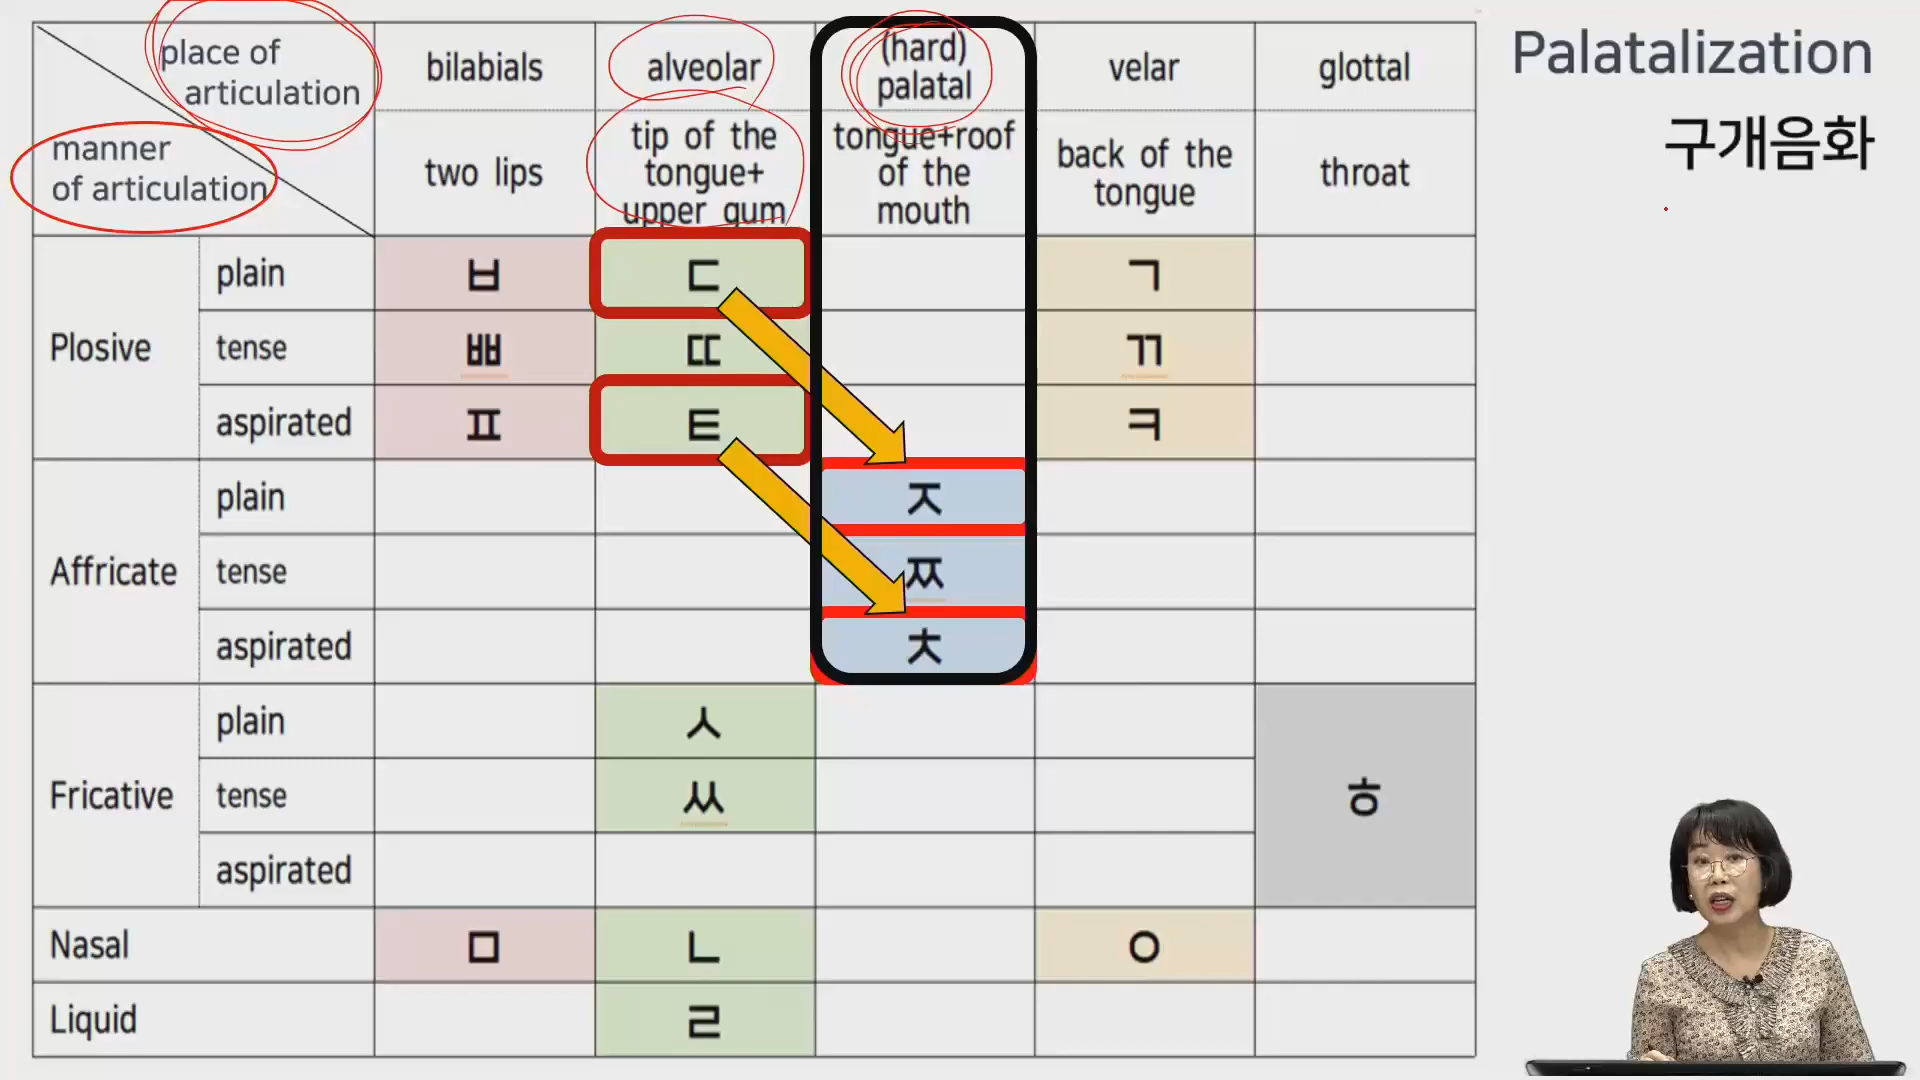 Palatalization
구개음화
place of
articulation
manner
of articulation
bilabials
alveolar
(hard)
palatal
velar
glottal
two lips
tip of the
tongue+
upper gum
tongue+roof
of the
mouth
back of the
tongue
throat
Plosive
plain
ㅂ
ㄷ
ㄱ
tense
ㅃ
ㄸ
ㄲ
aspirated
ㅍ
ㅌ
ㅋ
Affricate
plain
ㅈ
tense
ㅉ
aspirated
ㅊ
Fricative
plain
ㅅ
tense
ㅆ
aspirated
ㅎ
Nasal
ㅁ
ㄴ
ㅇ
Liquid
ㄹ